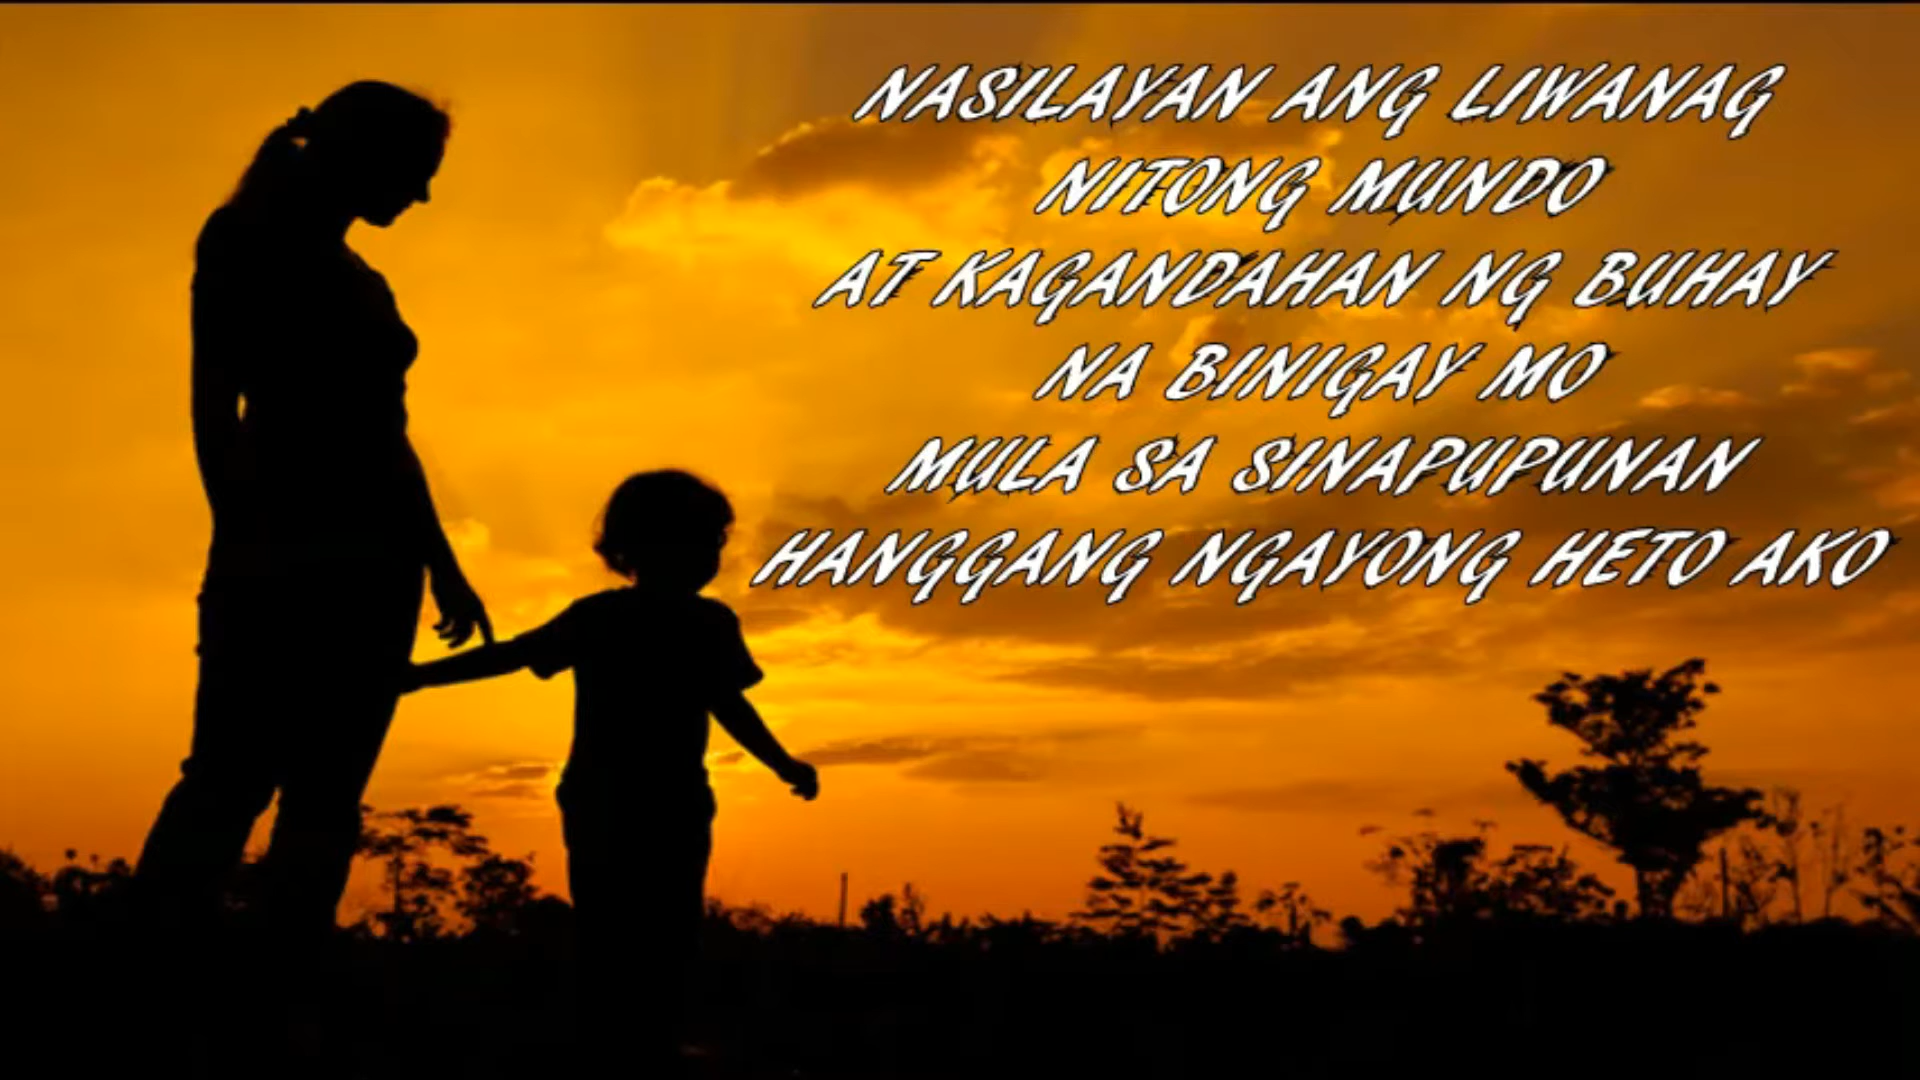 NASILAYAN ANG LIWANAG
NITONG MUNDO
AT KAGANDAHAN NG BUHAY
NA BINIGAY MO
MULA SA SINAPUPUNAN
HANGGANG NGAYONG HETO AKO